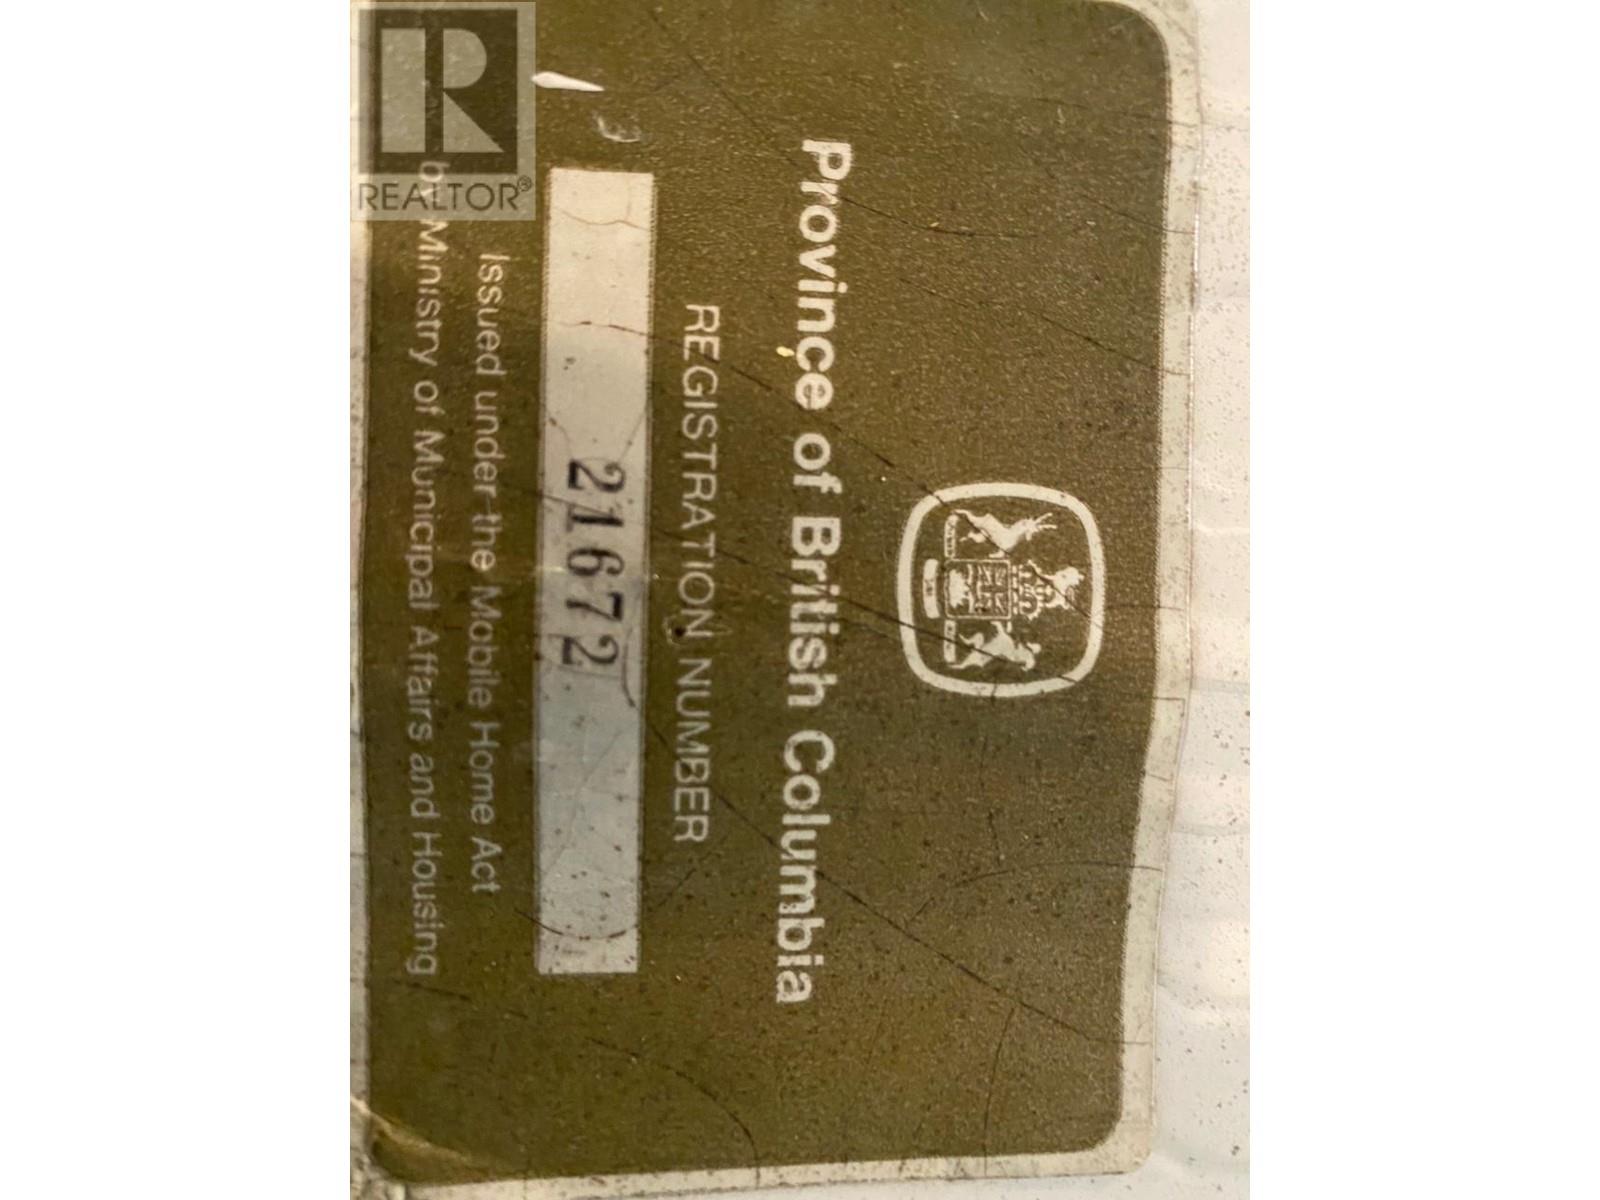 Province of British Columbia
REGISTRATION NUMBER
21672
Issued under the Mobile Home Act
by Ministry of Municipal Affairs and Housing
R
REALTOR®